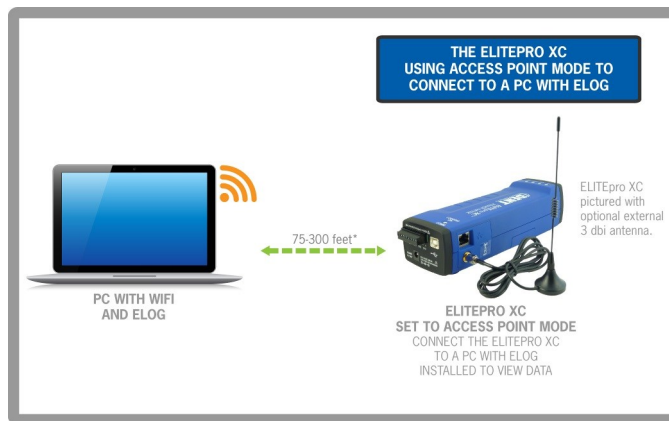 THE ELITEPRO XC
USING ACCESS POINT MODE TO
CONNECT TO A PC WITH ELOG
ELITEpro XC
pictured with
optional external
3 dbi antenna.
75-300 feet*
PC WITH WIFI
AND ELOG
ELITEPRO XC
SET TO ACCESS POINT MODE
CONNECT THE ELITEPRO XC
TO A PC WITH ELOG
INSTALLED TO VIEW DATA